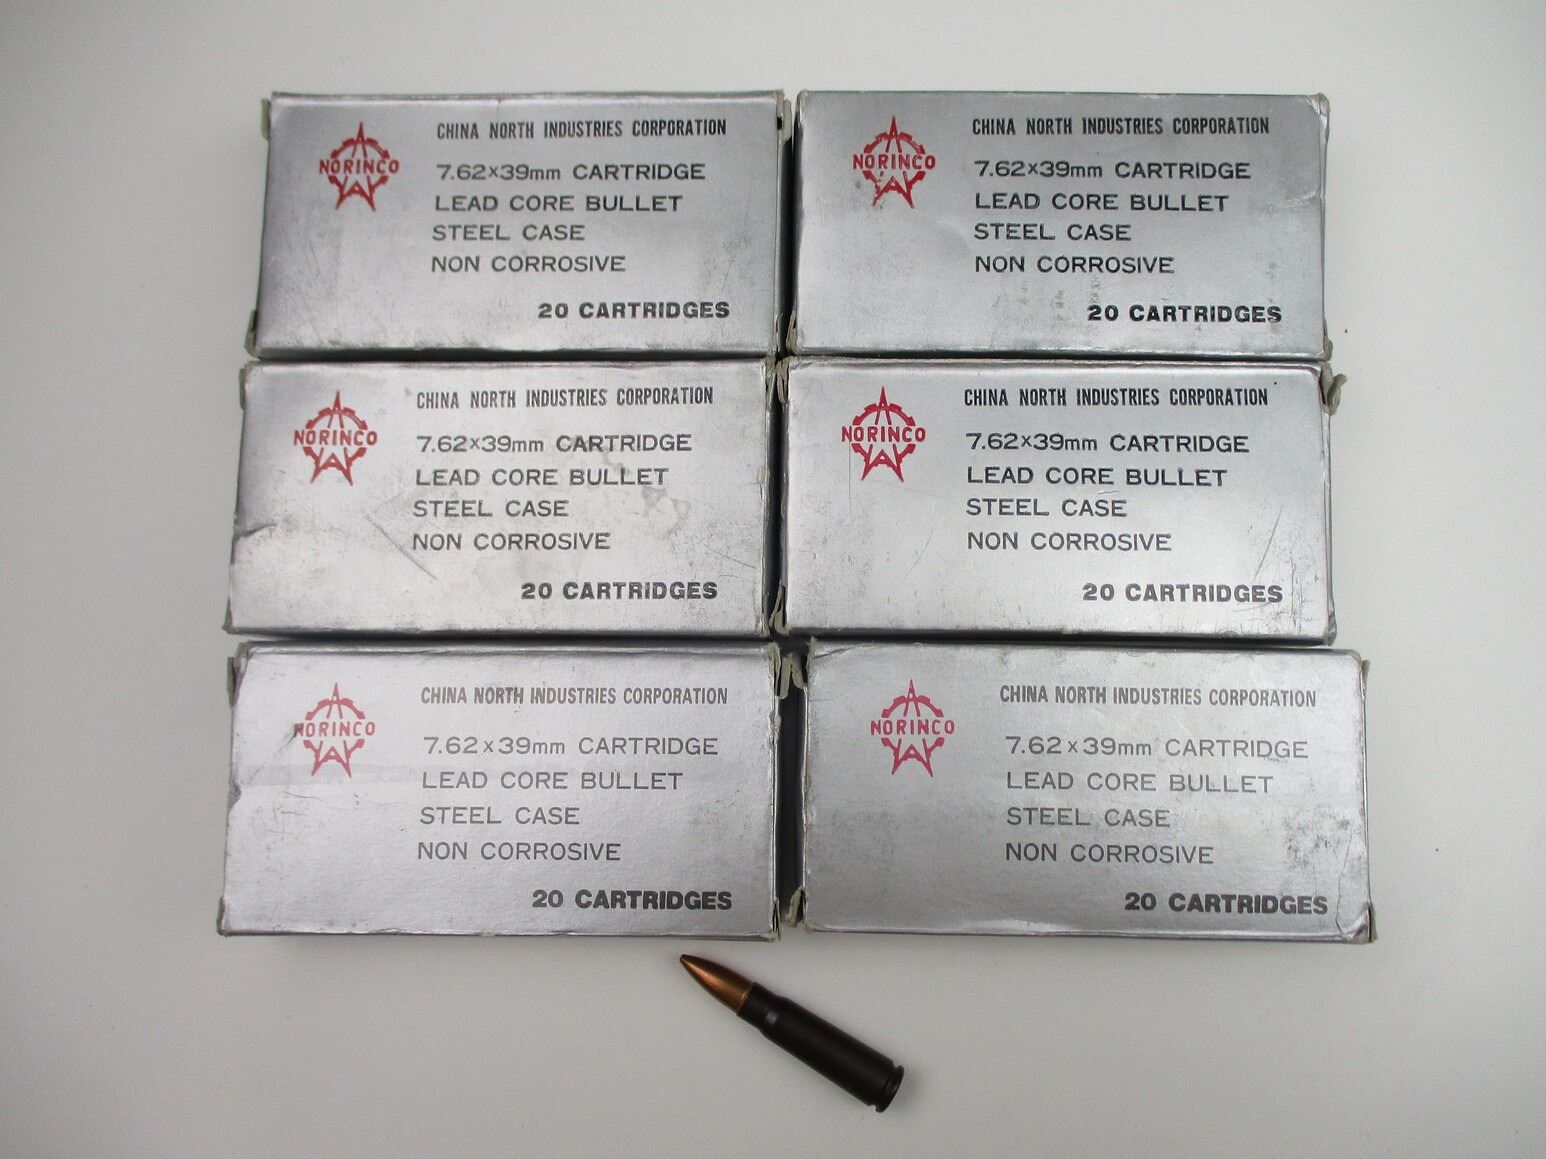 NORINCO
CHINA NORTH INDUSTRIES CORPORATION
7.62×39mm CARTRIDGE
LEAD CORE BULLET
STEEL CASE
NON CORROSIVE
20 CARTRIDGES
NORINCO
CHINA NORTH INDUSTRIES CORPORATION
7.62×39mm CARTRIDGE
LEAD CORE BULLET
STEEL CASE
NON CORROSIVE
20 CARTRIDGES
NORINCO
CHINA NORTH INDUSTRIES CORPORATION
7.62×39mm CARTRIDGE
LEAD CORE BULLET
STEEL CASE
NON CORROSIVE
20 CARTRIDGES
NORINCO
CHINA NORTH INDUSTRIES CORPORATION
7.62×39mm CARTRIDGE
LEAD CORE BULLET
STEEL CASE
NON CORROSIVE
20 CARTRIDGES
NORINCO
CHINA NORTH INDUSTRIES CORPORATION
7.62×39mm CARTRIDGE
LEAD CORE BULLET
STEEL CASE
NON CORROSIVE
20 CARTRIDGES
NORINCO
CHINA NORTH INDUSTRIES CORPORATION
7.62×39mm CARTRIDGE
LEAD CORE BULLET
STEEL CASE
NON CORROSIVE
20 CARTRIDGES